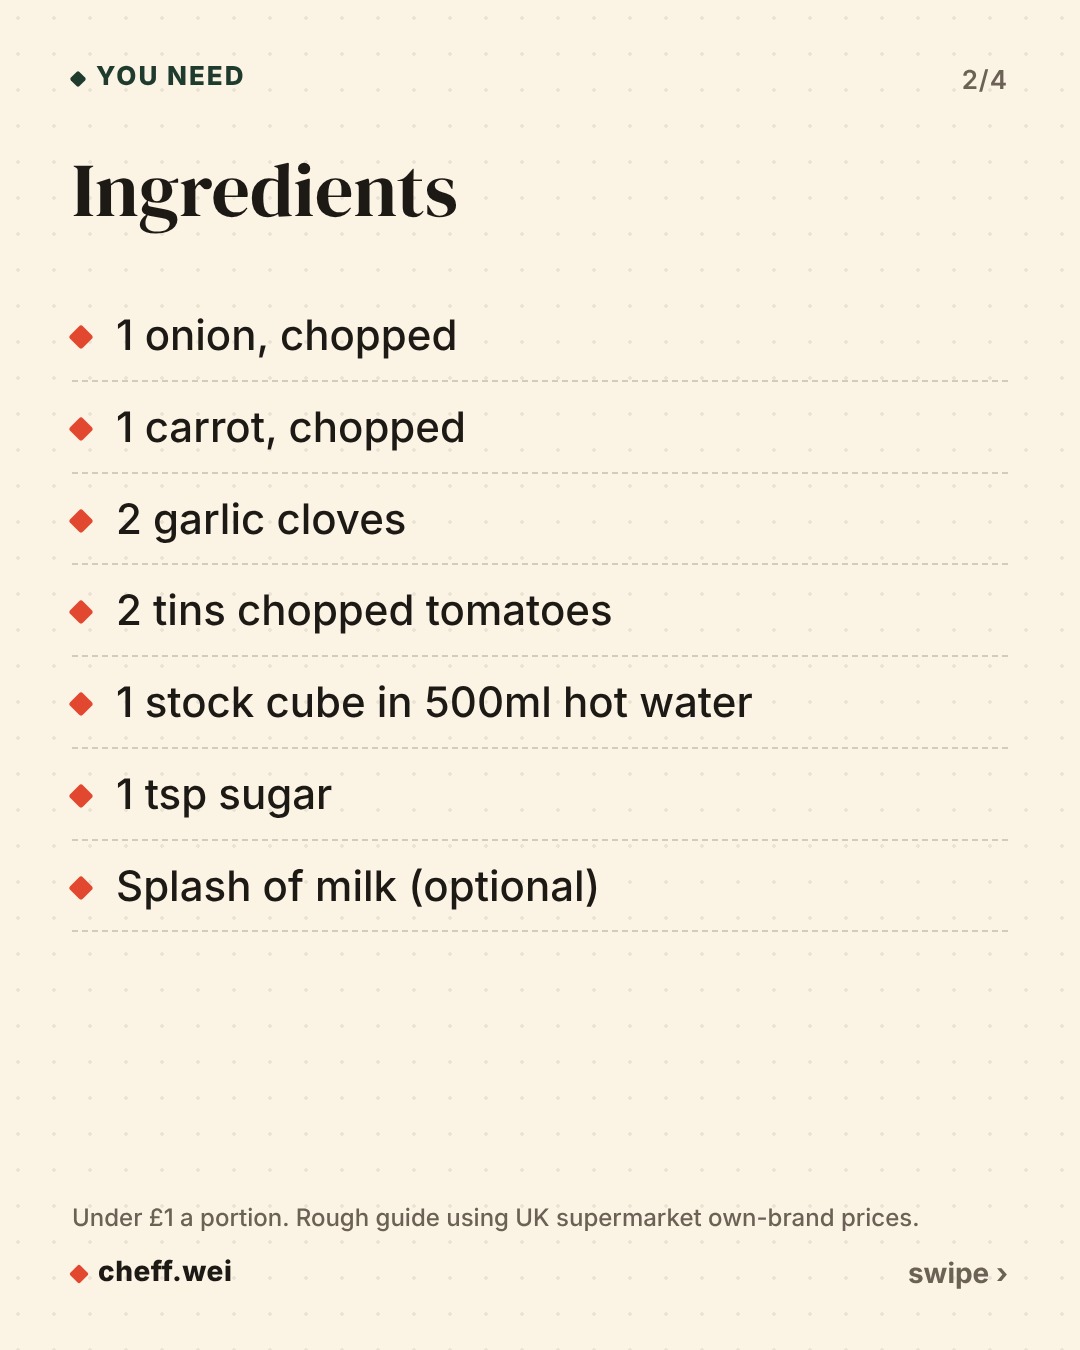 YOU NEED
2/4
Ingredients
1 onion, chopped
1 carrot, chopped
2 garlic cloves
2 tins chopped tomatoes
1 stock cube in 500ml hot water
1 tsp sugar
Splash of milk (optional)
Under £1 a portion. Rough guide using UK supermarket own-brand prices.
cheff.wei
swipe ›